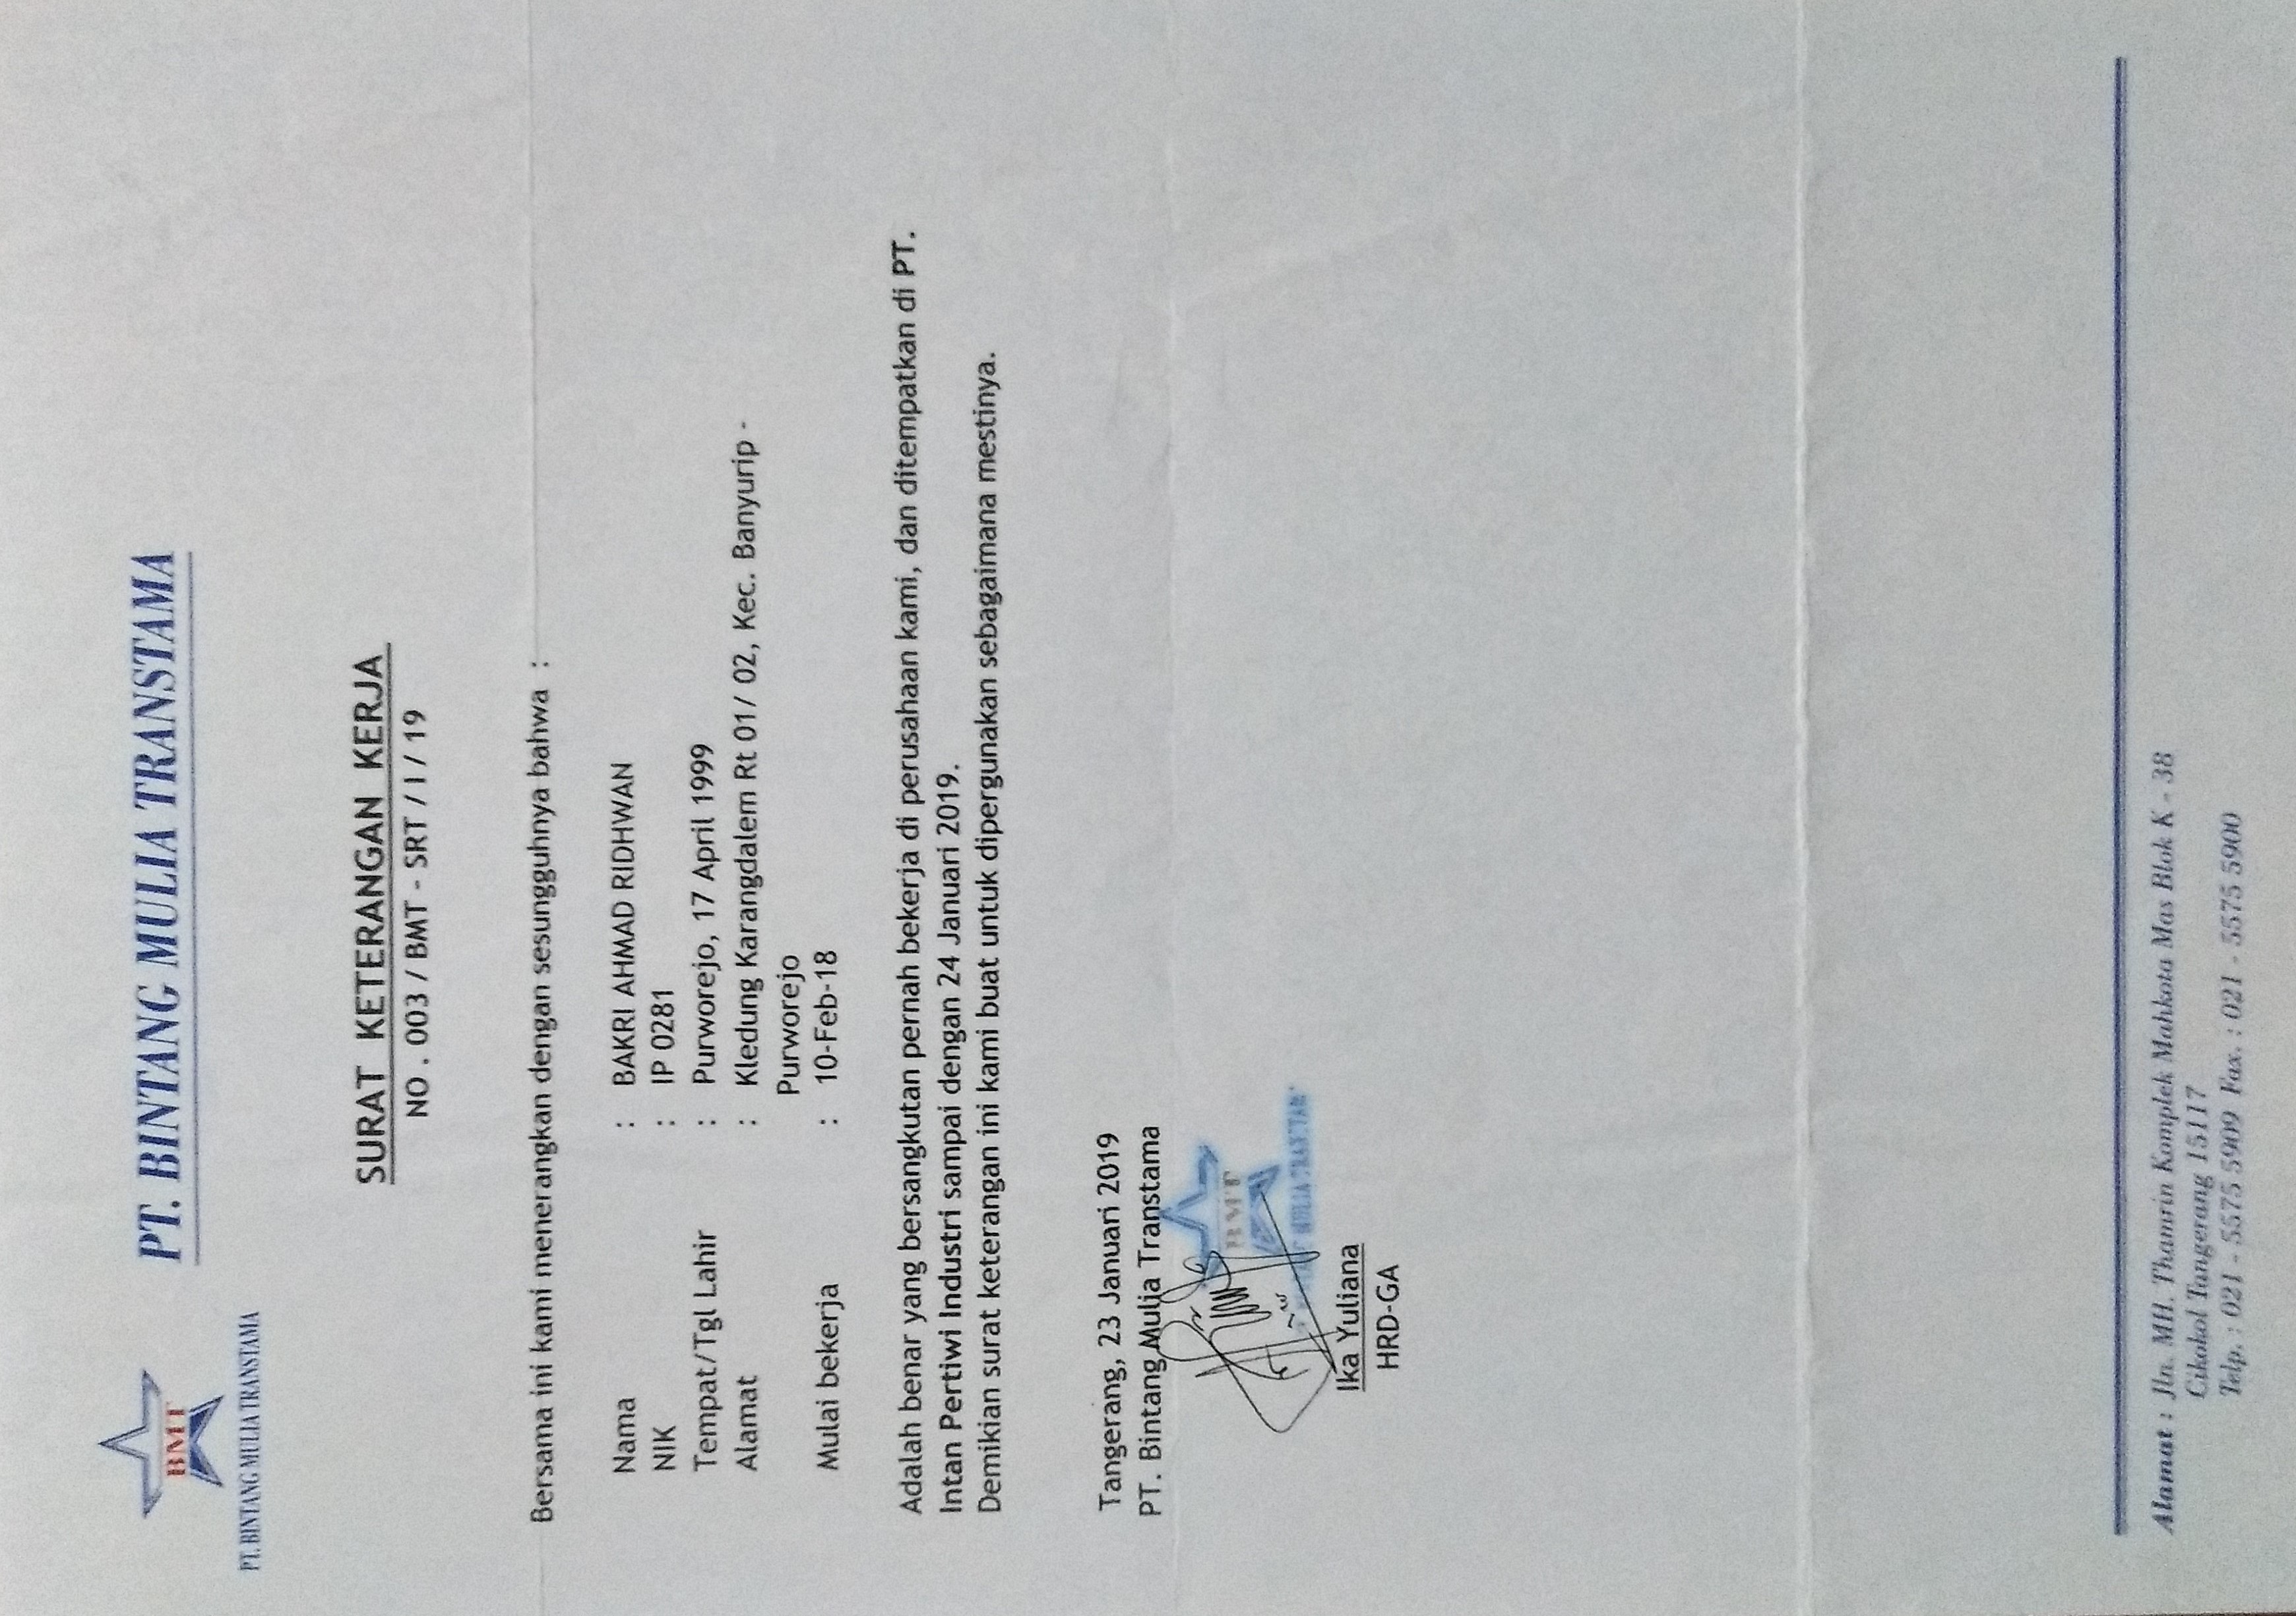 BMT
PT. BINTANG MULIA TRANSTAMA
PT. BINTANG MULIA TRANSTAMA
SURAT KETERANGAN KERJA
NO . 003 / BMT - SRT / I / 19
Bersama ini kami menerangkan dengan sesungguhnya bahwa :
Nama : BAKRI AHMAD RIDHWAN
NIK : IP 0281
Tempat/Tgl Lahir : Purworejo, 17 April 1999
Alamat : Kledung Karangdalem Rt 01/ 02, Kec. Banyurip -
Purworejo
Mulai bekerja : 10-Feb-18
Adalah benar yang bersangkutan pernah bekerja di perusahaan kami, dan ditempatkan di PT.
Intan Pertiwi Industri sampai dengan 24 Januari 2019.
Demikian surat keterangan ini kami buat untuk dipergunakan sebagaimana mestinya.
Tangerang, 23 Januari 2019
PT. Bintang Mulia Transtama
BMT
MULIA TRANSTAM
Ika Yuliana
HRD-GA
Alamat : Jln. MH. Thamrin Komplek Mahkota Mas Blok K - 38
Cikokol Tangerang 15117
Telp. : 021 - 5575 5909 Fax. : 021 - 5575 5900